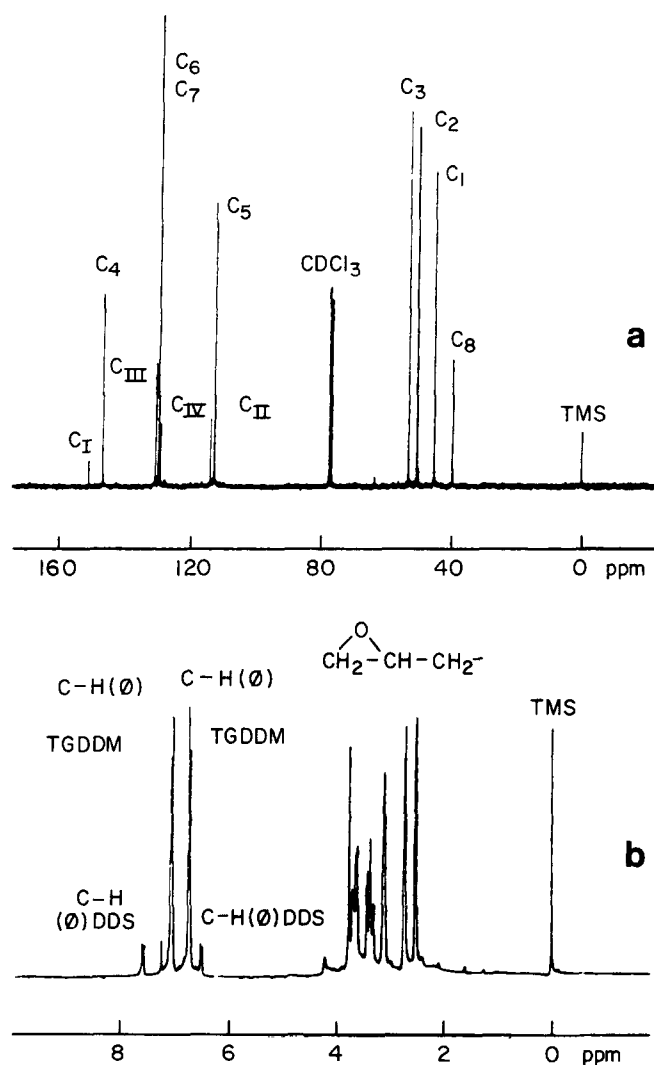 C6
C7
C3
C2
C1
C5
C4
CDCl3
a
CIII
C8
CIV CII
TMS
CI
160 120 80 40 0 ppm
O
CH2-CH-CH2-
C-H(Ø) C-H(Ø)
TMS
TGDDM TGDDM
b
C-H
(Ø)DDS C-H(Ø)DDS
8 6 4 2 0 ppm